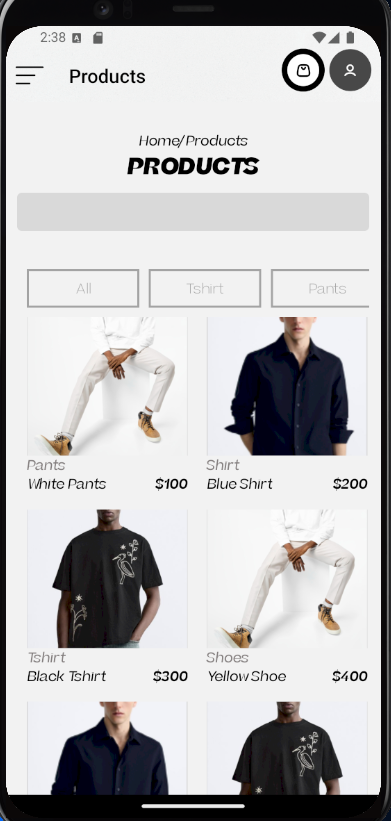 2:38
Products
Home/Products
PRODUCTS
All Tshirt Pants
Pants Shirt
White Pants $100 Blue Shirt $200
Tshirt Shoes
Black Tshirt $300 Yellow Shoe $400